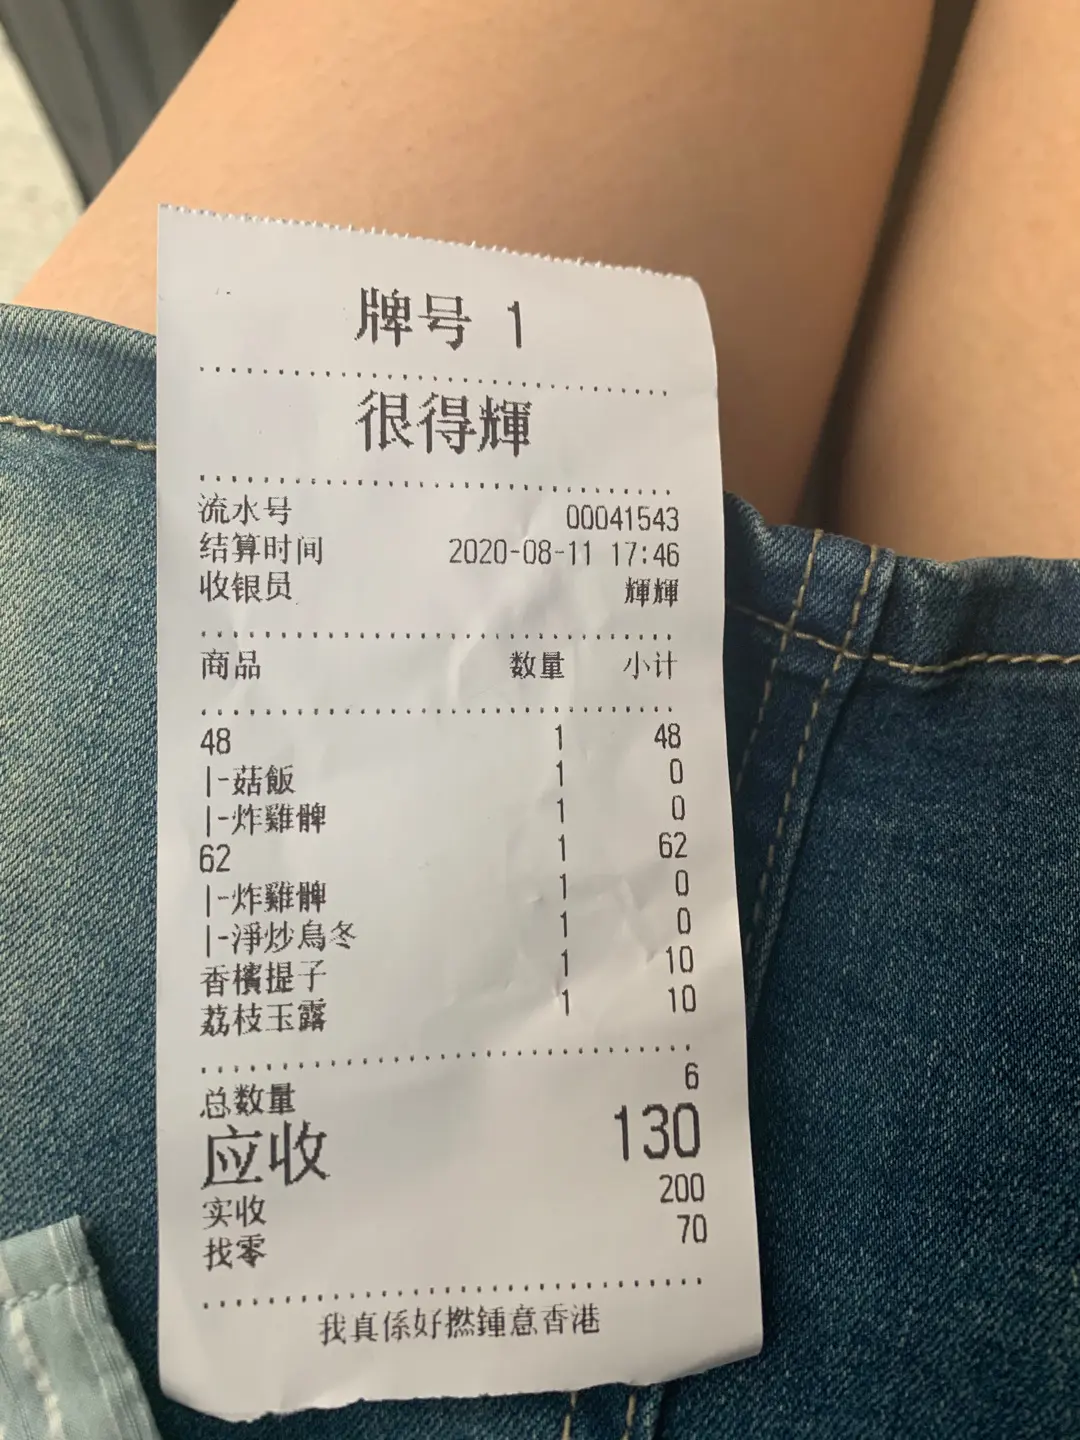 牌号 1
很得輝
流水号 00041543
结算时间 2020-08-11 17:46
收银员 輝輝
商品 数量 小计
48 1 48
|-菇飯 1 0
|-炸雞髀 1 0
62 1 62
|-炸雞髀 1 0
|-淨炒烏冬 1 0
香檳提子 1 10
荔枝玉露 1 10
总数量 6
应收 130
实收 200
找零 70
我真係好撚鍾意香港